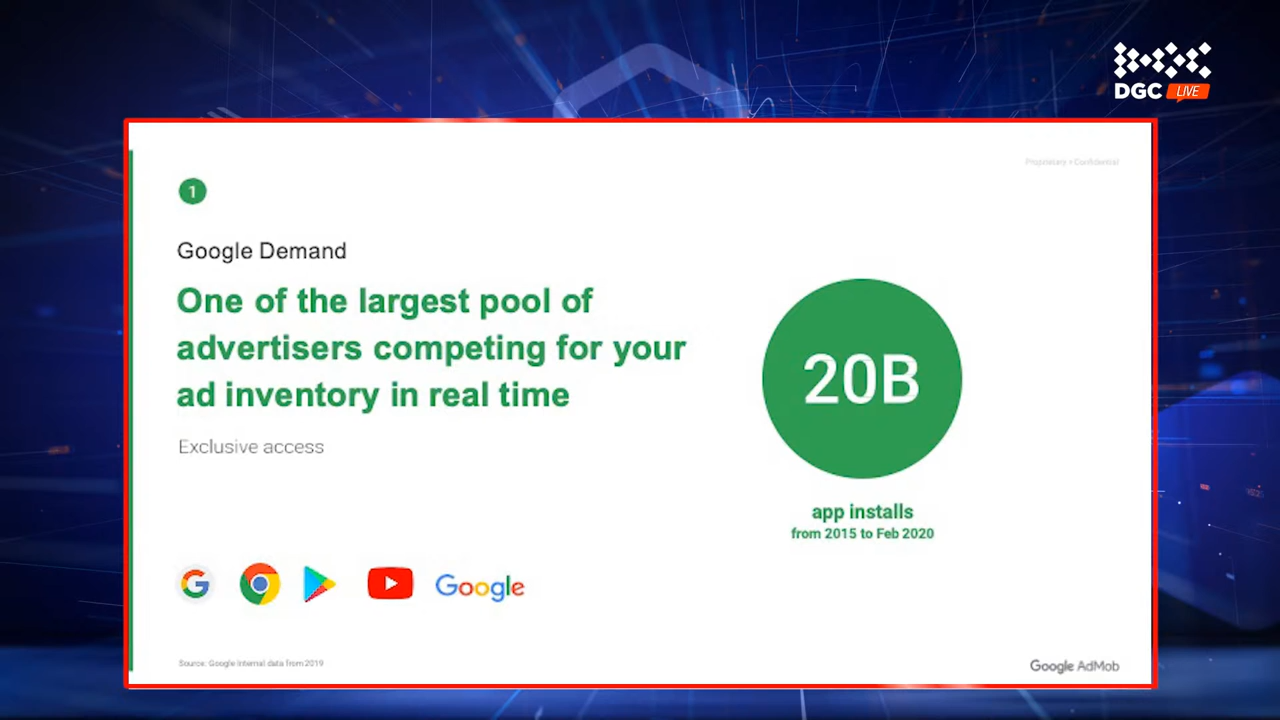 DGC LIVE
Proprietary + Confidential
1
Google Demand
One of the largest pool of
advertisers competing for your
ad inventory in real time
Exclusive access
20B
app installs
from 2015 to Feb 2020
G
Google
Source: Google Internal data from 2019
Google AdMob